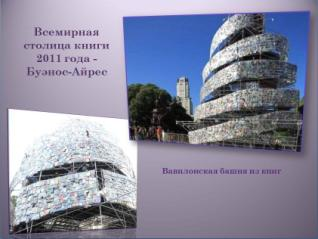 Всемирная
столица книги
2011 года -
Буэнос-Айрес
Вавилонская башня из книг